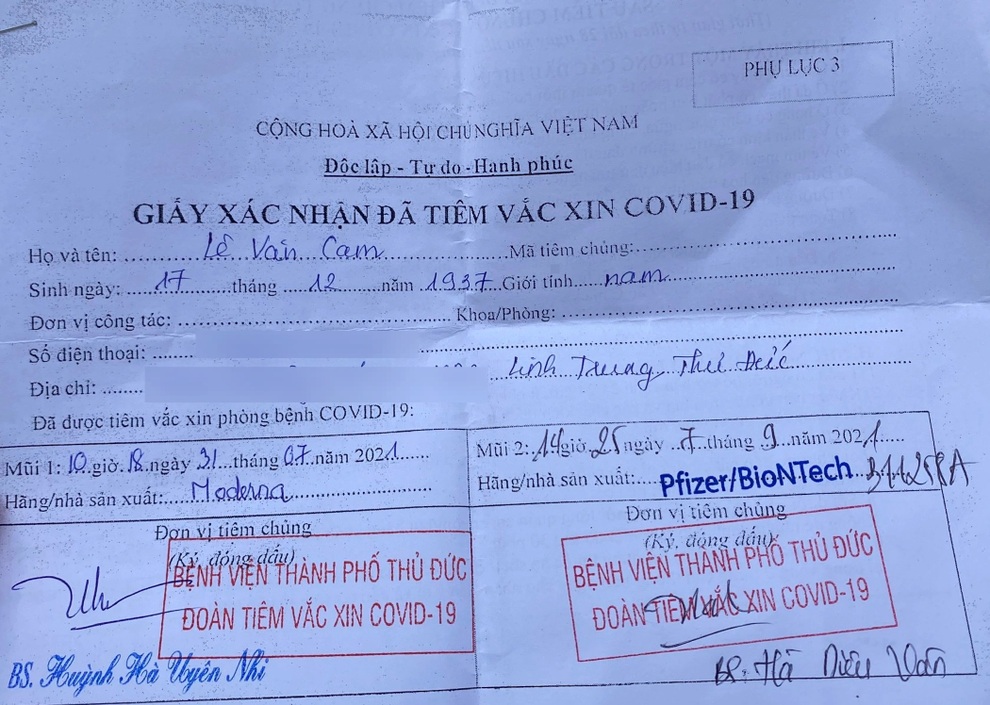 PHỤ LỤC 3
CỘNG HOÀ XÃ HỘI CHỦ NGHĨA VIỆT NAM
Độc lập - Tự do - Hạnh phúc
GIẤY XÁC NHẬN ĐÃ TIÊM VẮC XIN COVID-19
Họ và tên: Lê Văn Cam Mã tiêm chủng:
Sinh ngày: 17 tháng 12 năm 1937 Giới tính nam
Đơn vị công tác: Khoa/Phòng:
Số điện thoại:
Địa chỉ: Linh Trung, Thủ Đức
Đã được tiêm vắc xin phòng bệnh COVID-19:
Mũi 1: 10 giờ 18 ngày 31 tháng 07 năm 2021
Hãng/nhà sản xuất: Moderna
Đơn vị tiêm chủng
(Ký, đóng dấu)
BỆNH VIỆN THÀNH PHỐ THỦ ĐỨC
ĐOÀN TIÊM VẮC XIN COVID-19
BS. Huỳnh Hà Uyên Nhi
Mũi 2: 14 giờ 25 ngày 7 tháng 9 năm 2021
Hãng/nhà sản xuất: Pfizer/BioNTech
Đơn vị tiêm chủng
(Ký, đóng dấu)
BỆNH VIỆN THÀNH PHỐ THỦ ĐỨC
ĐOÀN TIÊM VẮC XIN COVID-19
BS. Hà Diệu Vân